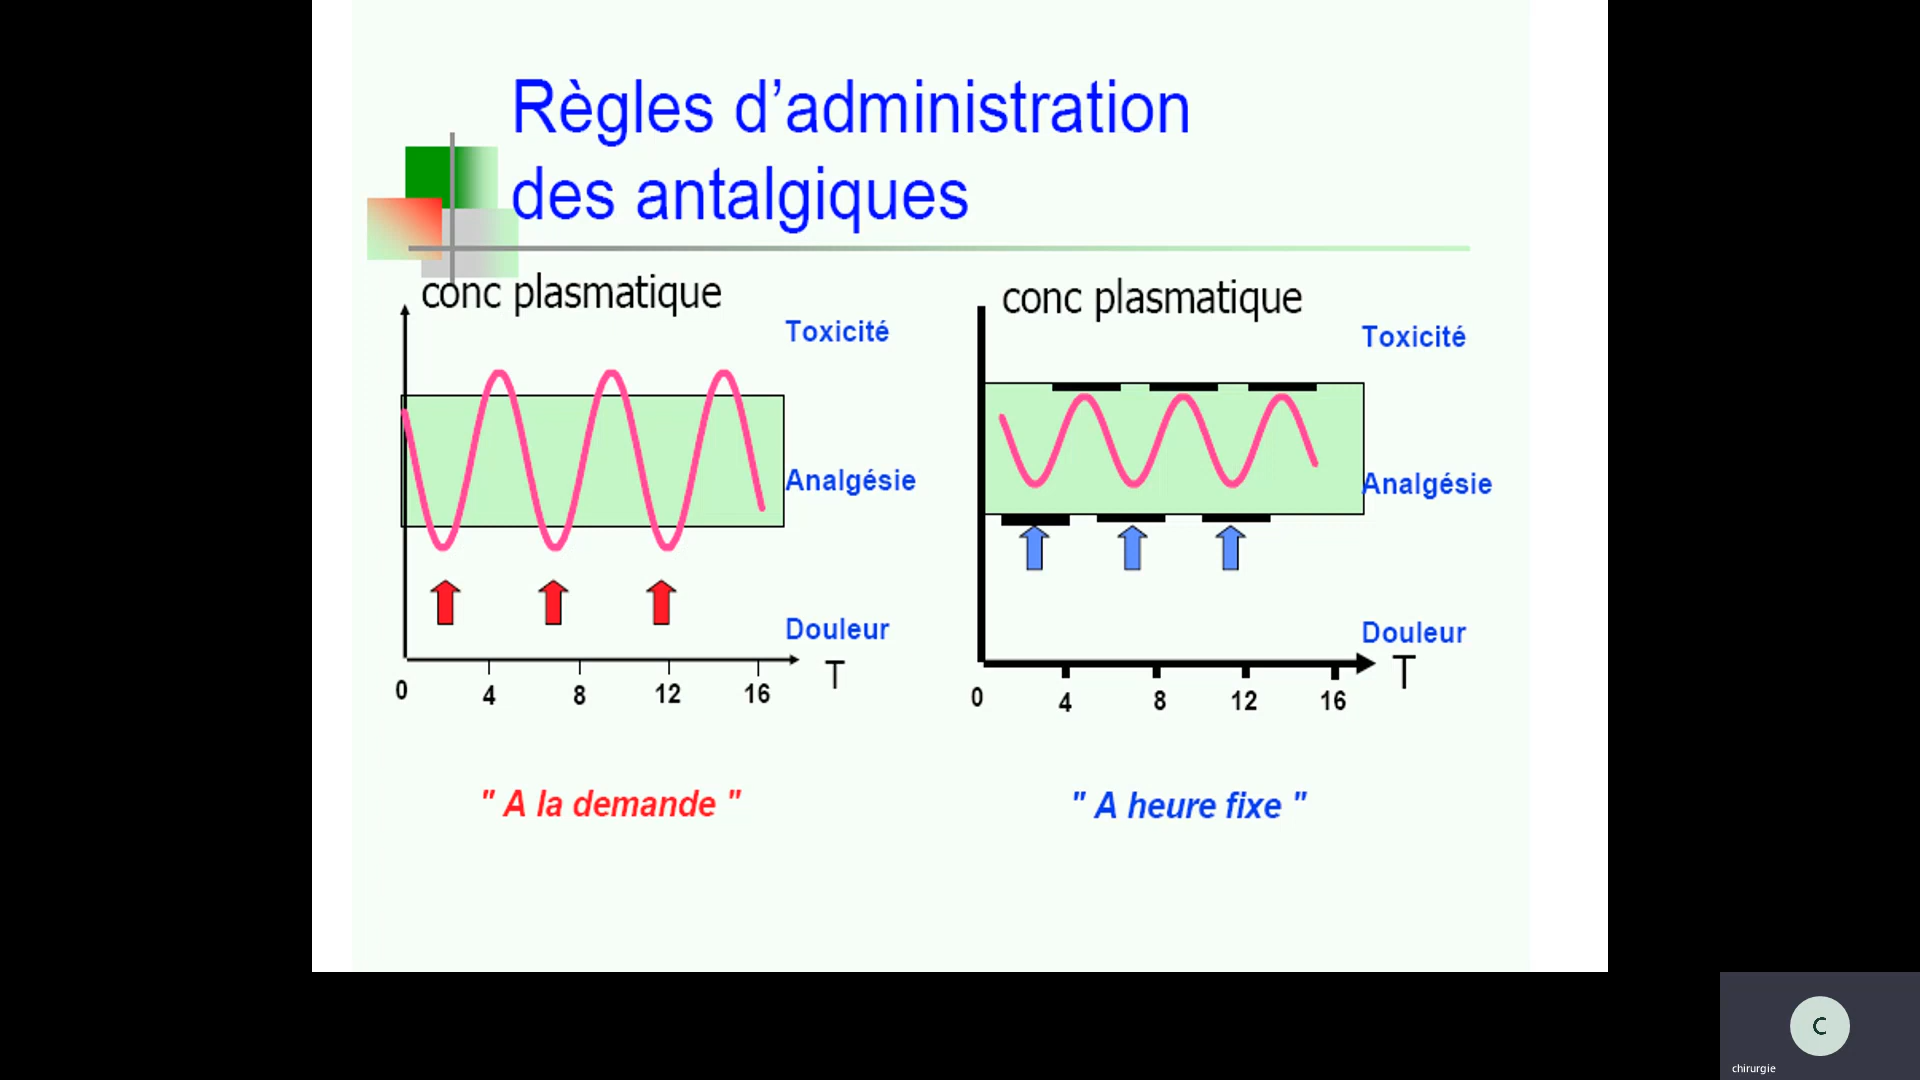 Règles d’administration
des antalgiques
conc plasmatique
Toxicité
Analgésie
Douleur
T
0 4 8 12 16
" A la demande "
conc plasmatique
Toxicité
Analgésie
Douleur
T
0 4 8 12 16
" A heure fixe "
C
chirurgie